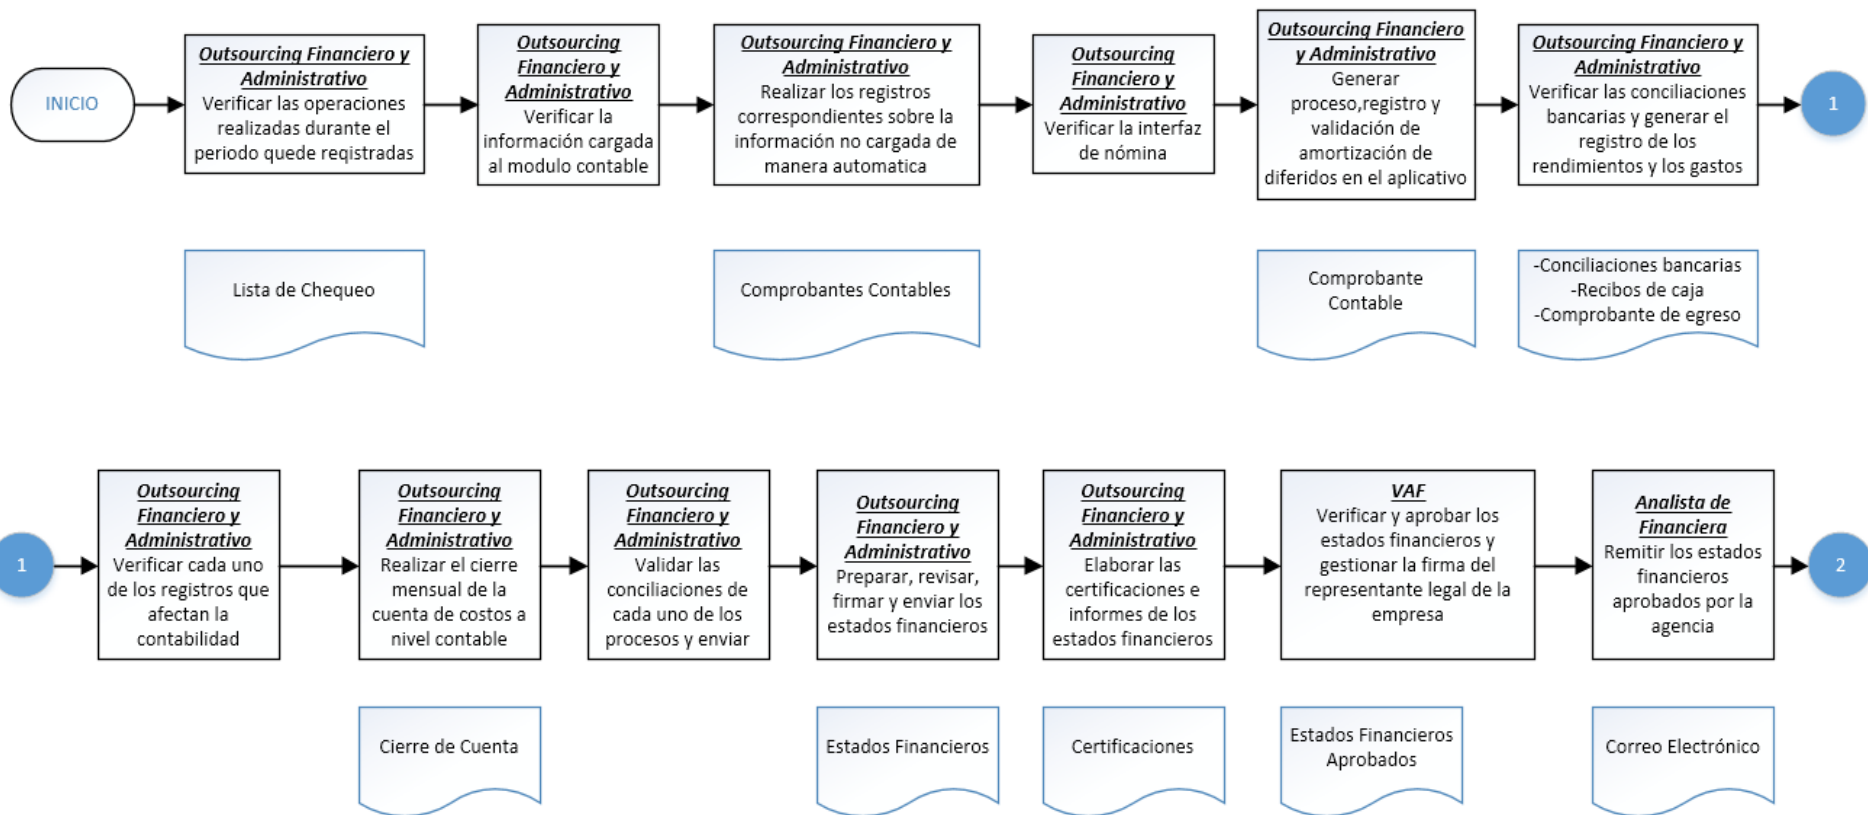 INICIO
Outsourcing Financiero y
Administrativo
Verificar las operaciones
realizadas durante el
periodo quede registradas
Outsourcing
Financiero y
Administrativo
Verificar la
información cargada
al modulo contable
Outsourcing Financiero y
Administrativo
Realizar los registros
correspondientes sobre la
información no cargada de
manera automatica
Outsourcing
Financiero y
Administrativo
Verificar la interfaz
de nómina
Outsourcing Financiero
y Administrativo
Generar
proceso,registro y
validación de
amortización de
diferidos en el aplicativo
Outsourcing Financiero y
Administrativo
Verificar las conciliaciones
bancarias y generar el
registro de los
rendimientos y los gastos
1
Lista de Chequeo
Comprobantes Contables
Comprobante
Contable
-Conciliaciones bancarias
-Recibos de caja
-Comprobante de egreso
1
Outsourcing
Financiero y
Administrativo
Verificar cada uno
de los registros que
afectan la
contabilidad
Outsourcing
Financiero y
Administrativo
Realizar el cierre
mensual de la
cuenta de costos a
nivel contable
Outsourcing
Financiero y
Administrativo
Validar las
conciliaciones de
cada uno de los
procesos y enviar
Outsourcing
Financiero y
Administrativo
Preparar, revisar,
firmar y enviar los
estados financieros
Outsourcing
Financiero y
Administrativo
Elaborar las
certificaciones e
informes de los
estados financieros
VAF
Verificar y aprobar los
estados financieros y
gestionar la firma del
representante legal de la
empresa
Analista de
Financiera
Remitir los estados
financieros
aprobados por la
agencia
2
Cierre de Cuenta
Estados Financieros
Certificaciones
Estados Financieros
Aprobados
Correo Electrónico